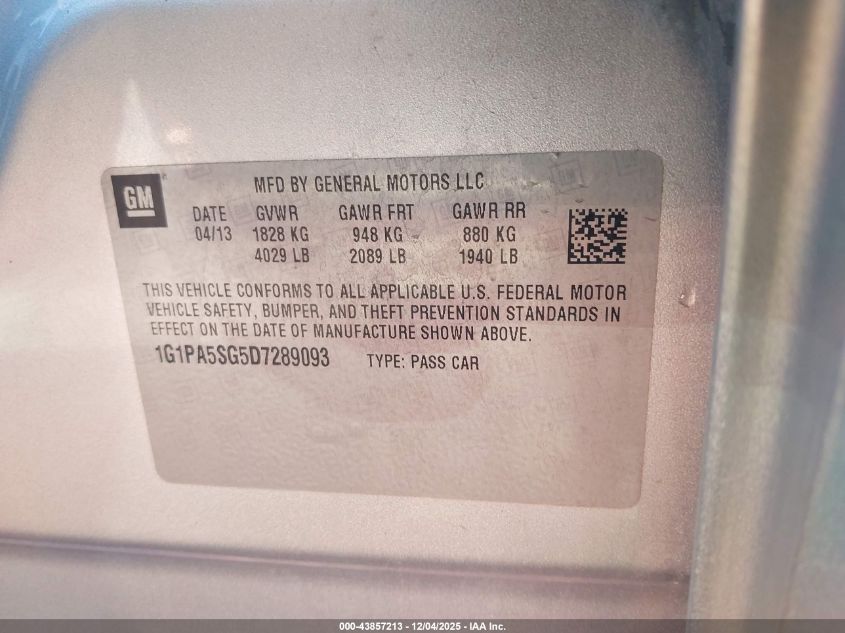 GM
MFD BY GENERAL MOTORS LLC
DATE GVWR GAWR FRT GAWR RR
04/13 1828 KG 948 KG 880 KG
4029 LB 2089 LB 1940 LB
THIS VEHICLE CONFORMS TO ALL APPLICABLE U.S. FEDERAL MOTOR
VEHICLE SAFETY, BUMPER, AND THEFT PREVENTION STANDARDS IN
EFFECT ON THE DATE OF MANUFACTURE SHOWN ABOVE.
1G1PA5SG5D7289093 TYPE: PASS CAR
000-43857213 - 12/04/2025 - IAA Inc.